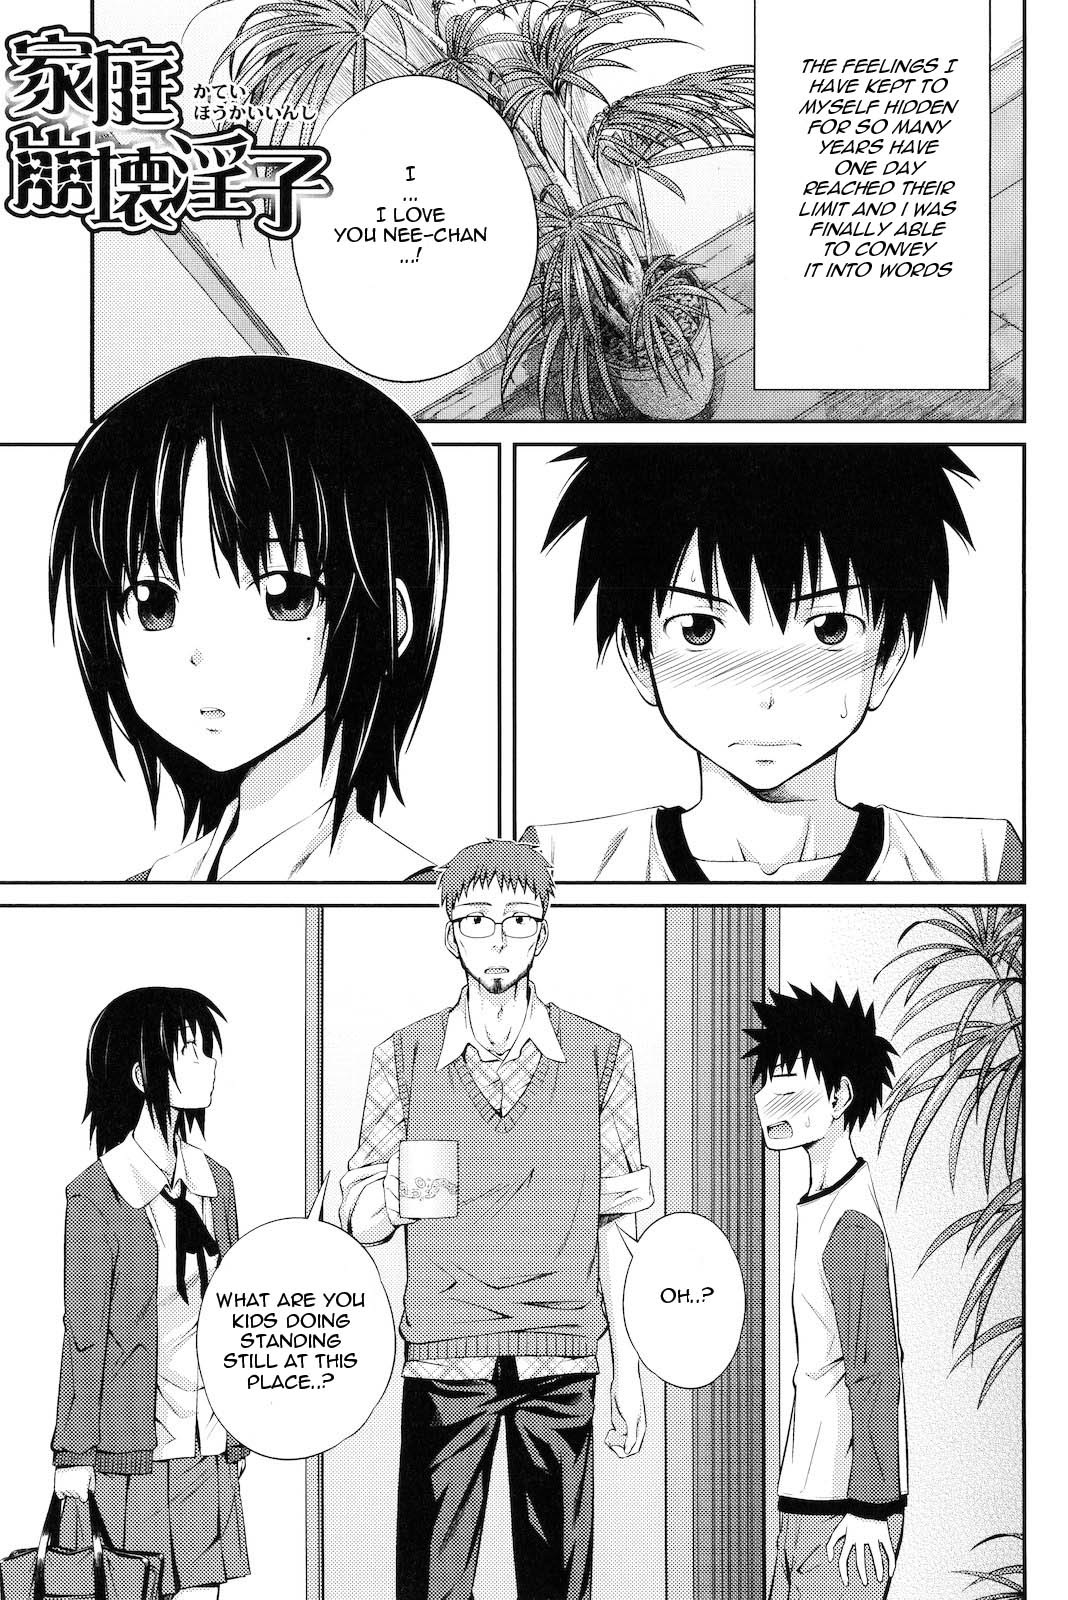 家庭
かてい
ほうかいいんし
崩壊淫子
THE FEELINGS I
HAVE KEPT TO
MYSELF HIDDEN
FOR SO MANY
YEARS HAVE
ONE DAY
REACHED THEIR
LIMIT AND I WAS
FINALLY ABLE
TO CONVEY
IT INTO WORDS
I
...
I LOVE
YOU NEE-CHAN
...!
OH..?
WHAT ARE YOU
KIDS DOING
STANDING
STILL AT THIS
PLACE..?